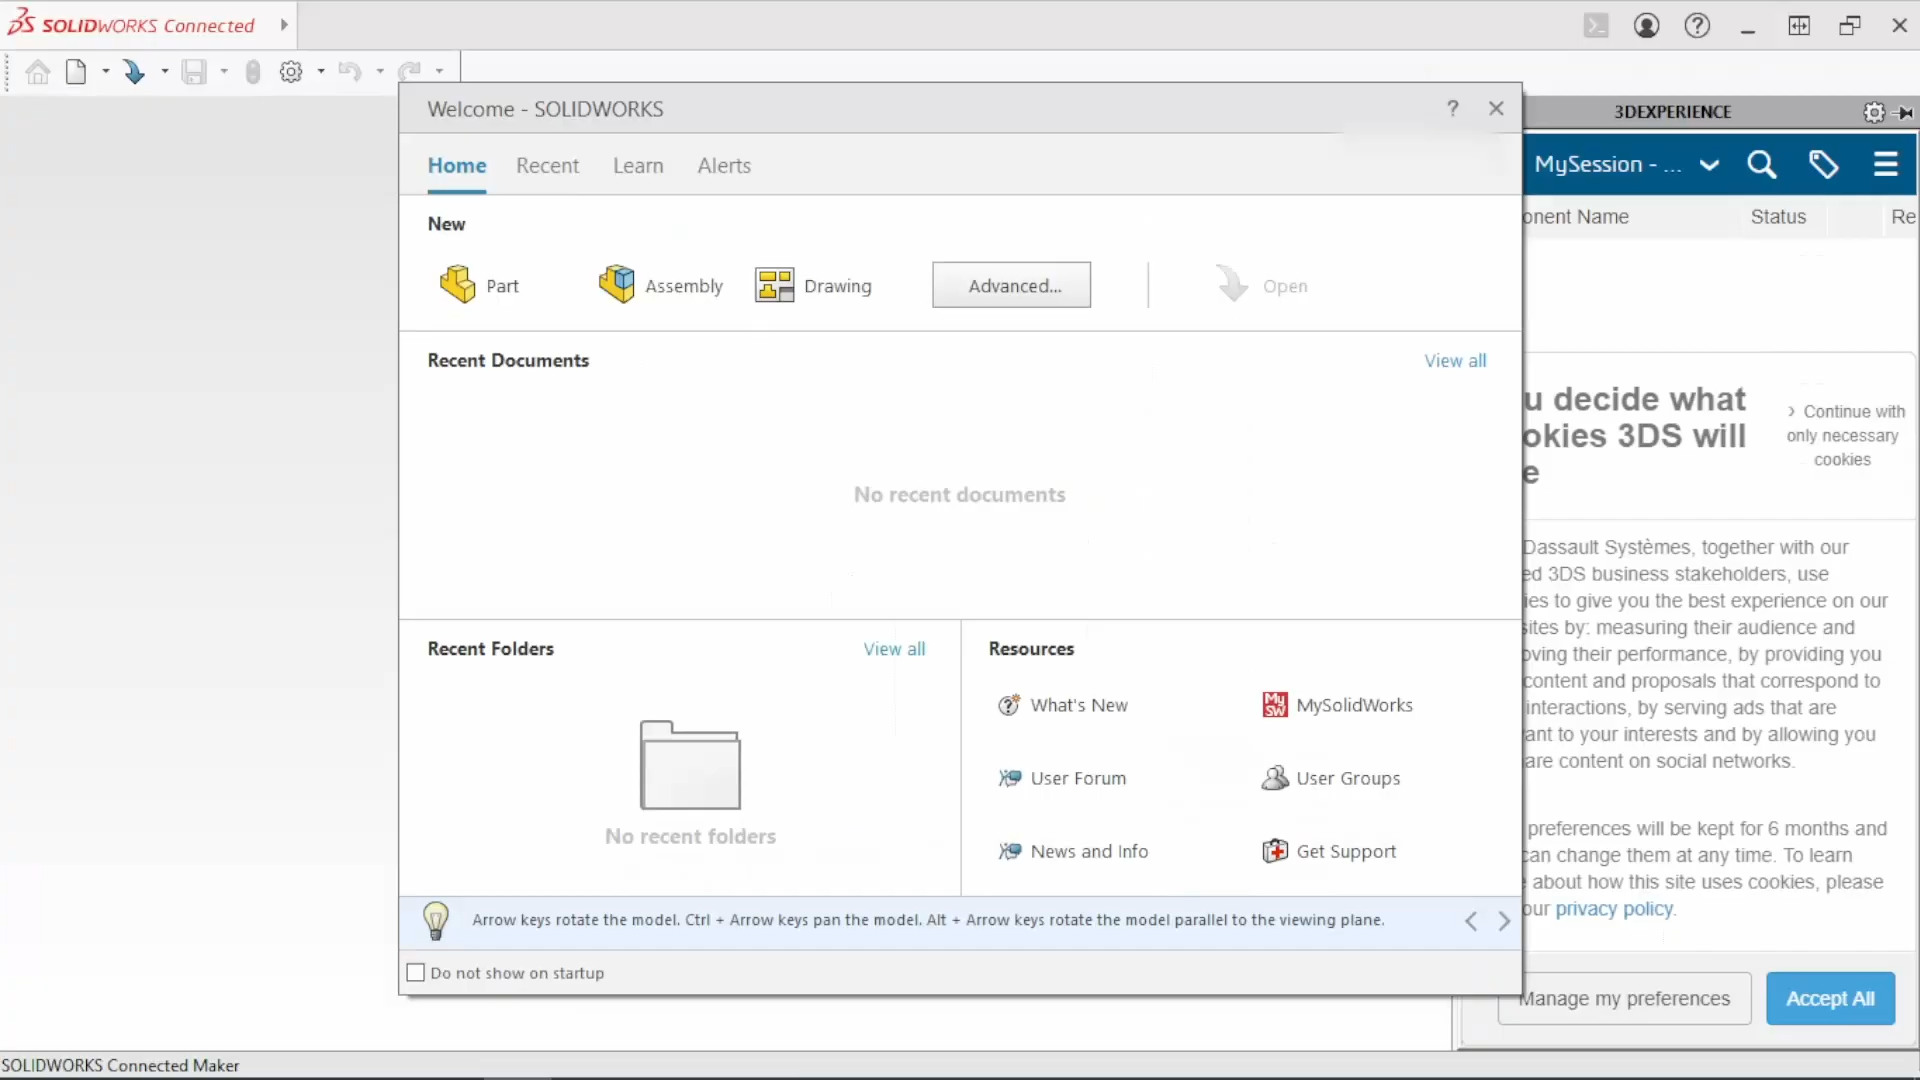 SOLIDWORKS Connected
Welcome - SOLIDWORKS
?
3DEXPERIENCE
Home Recent Learn Alerts
MySession - ...
onent Name Status Re
New
Part Assembly Drawing Advanced... Open
Recent Documents View all
No recent documents
u decide what
okies 3DS will
e
› Continue with
only necessary
cookies
Dassault Systèmes, together with our
ed 3DS business stakeholders, use
ies to give you the best experience on our
sites by: measuring their audience and
oving their performance, by providing you
content and proposals that correspond to
interactions, by serving ads that are
ant to your interests and by allowing you
are content on social networks.
preferences will be kept for 6 months and
can change them at any time. To learn
about how this site uses cookies, please
our privacy policy.
Manage my preferences Accept All
Recent Folders View all
No recent folders
Resources
What's New MySolidWorks
User Forum User Groups
News and Info Get Support
Arrow keys rotate the model. Ctrl + Arrow keys pan the model. Alt + Arrow keys rotate the model parallel to the viewing plane.
Do not show on startup
SOLIDWORKS Connected Maker